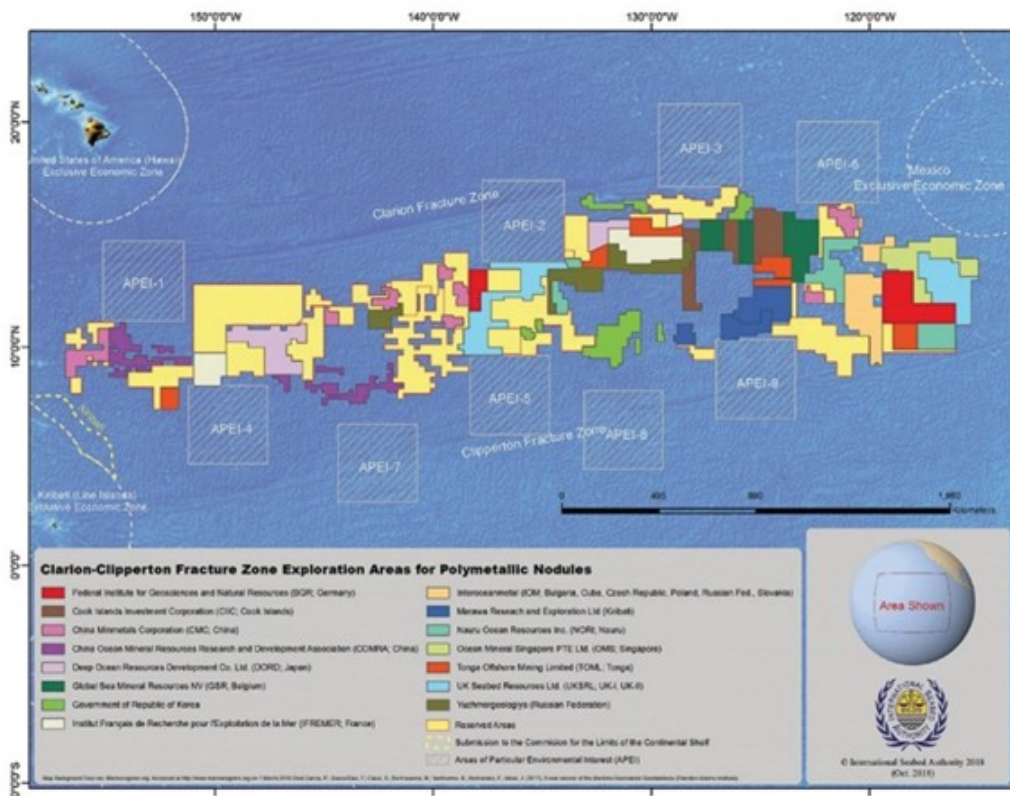 150°0'0"W 140°0'0"W 130°0'0"W 120°0'0"W
20°0'0"N
10°0'0"N
0°0'0"
United States of America (Hawaii)
Exclusive Economic Zone
Mexico
Exclusive Economic Zone
Clarion Fracture Zone
APEI-3
APEI-6
APEI-2
APEI-1
APEI-5
APEI-9
APEI-4
Clipperton Fracture Zone
APEI-8
APEI-7
Kiribati (Line Islands)
Exclusive Economic Zone
0
Kilometers
Clarion-Clipperton Fracture Zone Exploration Areas for Polymetallic Nodules
Federal Institute for Geosciences and Natural Resources (BGR; Germany)
Cook Islands Investment Corporation (CIIC; Cook Islands)
China Minmetals Corporation (CMC; China)
China Ocean Mineral Resources Research and Development Association (COMRA; China)
Deep Ocean Resources Development Co. Ltd. (DORD; Japan)
Global Sea Mineral Resources NV (GSR; Belgium)
Government of Republic of Korea
Institut Français de Recherche pour l'Exploitation de la Mer (IFREMER; France)
Interoceanmetal (IOM; Bulgaria, Cuba, Czech Republic, Poland, Russian Fed., Slovakia)
Marawa Research and Exploration Ltd (Kiribati)
Nauru Ocean Resources Inc. (NORI; Nauru)
Ocean Mineral Singapore PTE Ltd. (OMS; Singapore)
Tonga Offshore Mining Limited (TOML; Tonga)
UK Seabed Resources Ltd. (UKSRL; UK-I, UK-II)
Yuzhmorgeologiya (Russian Federation)
Reserved Areas
Submission to the Commission for the Limits of the Continental Shelf
Areas of Particular Environmental Interest (APEI)
Area Shown
INTERNATIONAL SEABED AUTHORITY
© International Seabed Authority 2018
(Oct. 2018)